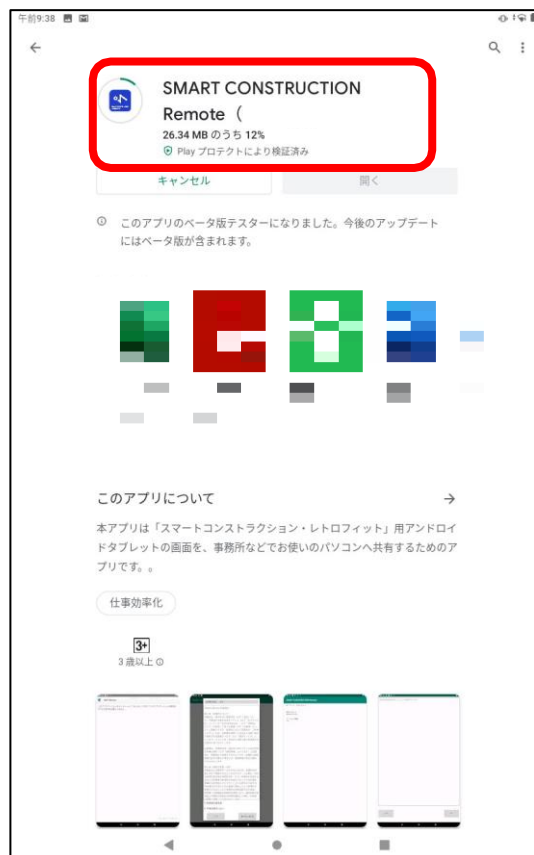 午前9:38
SMART CONSTRUCTION
Remote（
26.34 MB のうち 12%
Play プロテクトにより検証済み
キャンセル
開く
このアプリのベータ版テスターになりました。今後のアップデート
にはベータ版が含まれます。
このアプリについて
本アプリは「スマートコンストラクション・レトロフィット」用アンドロイ
ドタブレットの画面を、事務所などでお使いのパソコンへ共有するためのア
プリです。。
仕事効率化
3+
3 歳以上